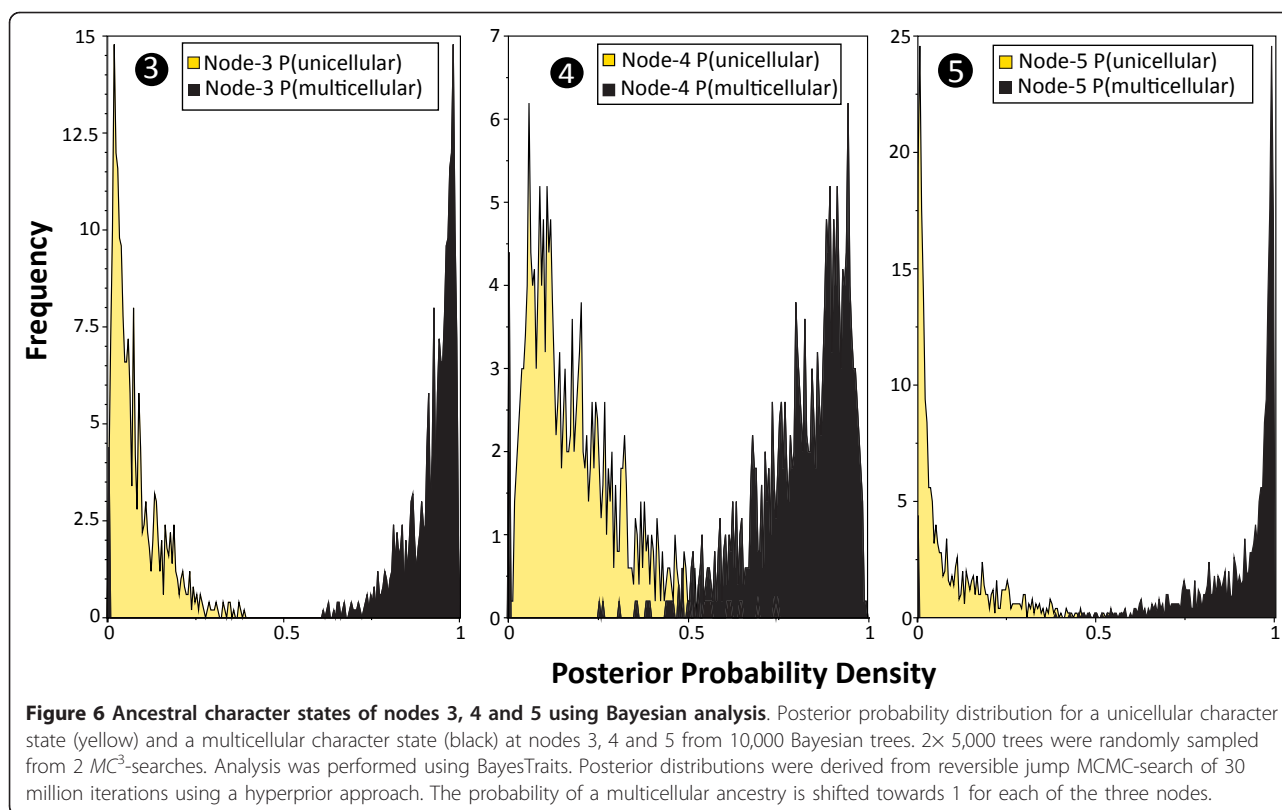 15
12.5
10
7.5
5
2.5
0
0
0.5
1
❸
Node-3 P(unicellular)
Node-3 P(multicellular)
7
6
5
4
3
2
1
0
0
0.5
1
❹
Node-4 P(unicellular)
Node-4 P(multicellular)
25
20
15
10
5
0
0
0.5
1
❺
Node-5 P(unicellular)
Node-5 P(multicellular)
Frequency
Posterior Probability Density
Figure 6 Ancestral character states of nodes 3, 4 and 5 using Bayesian analysis. Posterior probability distribution for a unicellular character
state (yellow) and a multicellular character state (black) at nodes 3, 4 and 5 from 10,000 Bayesian trees. 2× 5,000 trees were randomly sampled
from 2 MC³-searches. Analysis was performed using BayesTraits. Posterior distributions were derived from reversible jump MCMC-search of 30
million iterations using a hyperprior approach. The probability of a multicellular ancestry is shifted towards 1 for each of the three nodes.